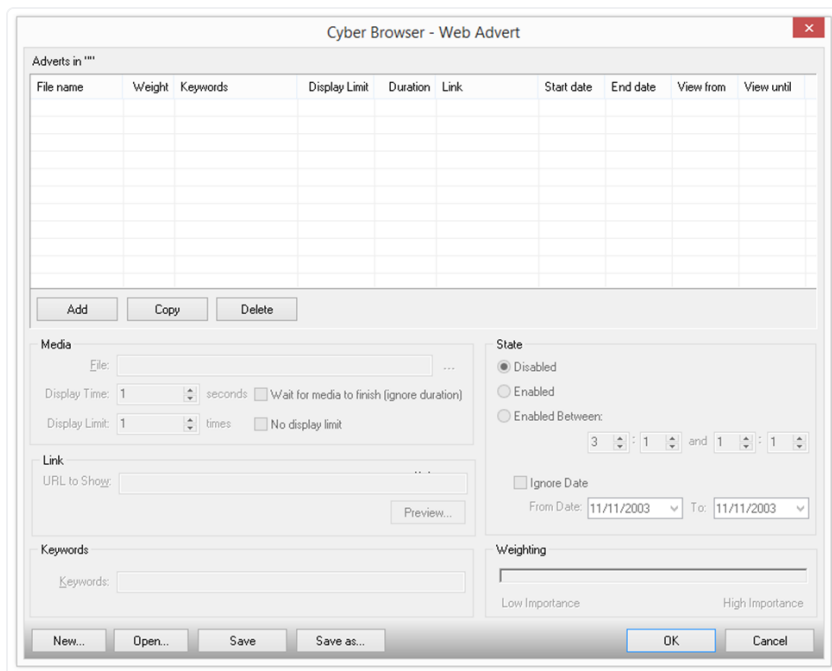 Cyber Browser - Web Advert
Adverts in ""
File name Weight Keywords Display Limit Duration Link Start date End date View from View until
Add Copy Delete
Media
File: ...
Display Time: 1 seconds Wait for media to finish (ignore duration)
Display Limit: 1 times No display limit
Link
URL to Show:
Preview...
Keywords
Keywords:
State
Disabled
Enabled
Enabled Between:
3 : 1 and 1 : 1
Ignore Date
From Date: 11/11/2003 To: 11/11/2003
Weighting
Low Importance High Importance
New... Open... Save Save as... OK Cancel